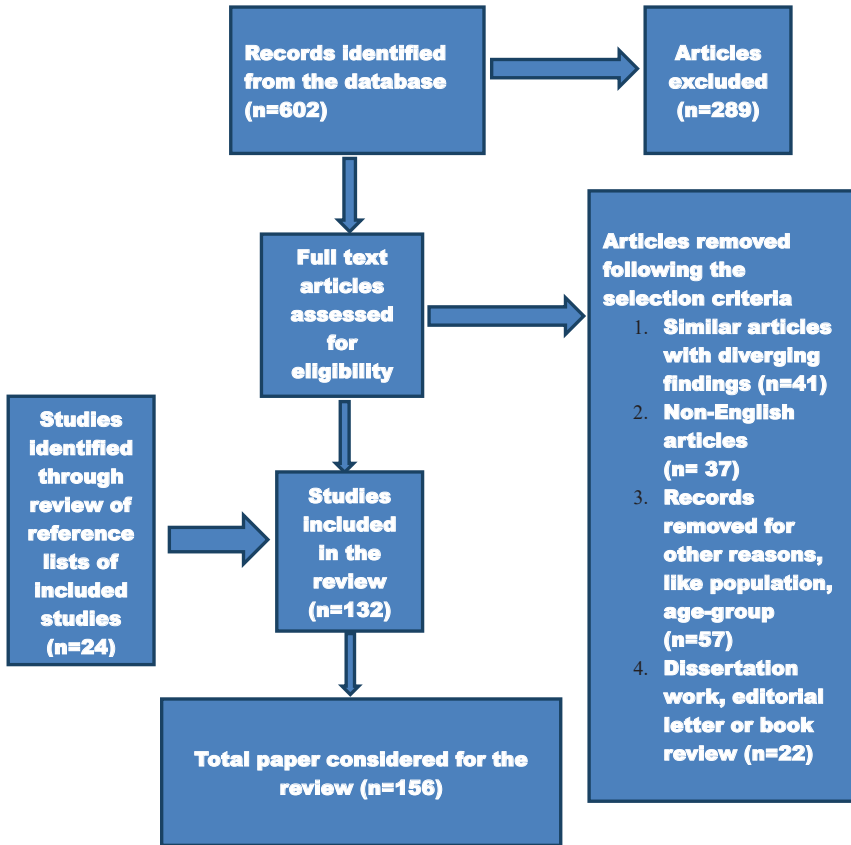 Records identified
from the database
(n=602)
Articles
excluded
(n=289)
Full text
articles
assessed
for
eligibility
Articles removed
following the
selection criteria
1. Similar articles
with diverging
findings (n=41)
2. Non-English
articles
(n= 37)
3. Records
removed for
other reasons,
like population,
age-group
(n=57)
4. Dissertation
work, editorial
letter or book
review (n=22)
Studies
identified
through
review of
reference
lists of
included
studies
(n=24)
Studies
included
in the
review
(n=132)
Total paper considered for the
review (n=156)